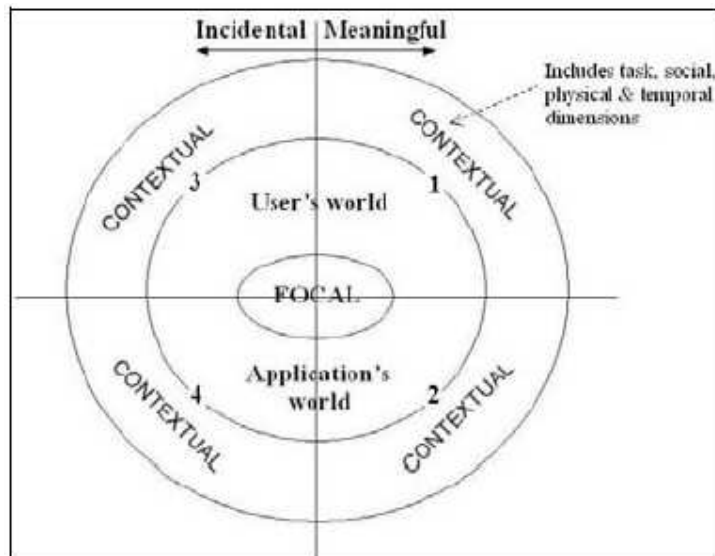 Incidental Meaningful
Includes task, social,
physical & temporal
dimensions
CONTEXTUAL
CONTEXTUAL
3
1
User's world
FOCAL
Application's
world
4
2
CONTEXTUAL
CONTEXTUAL